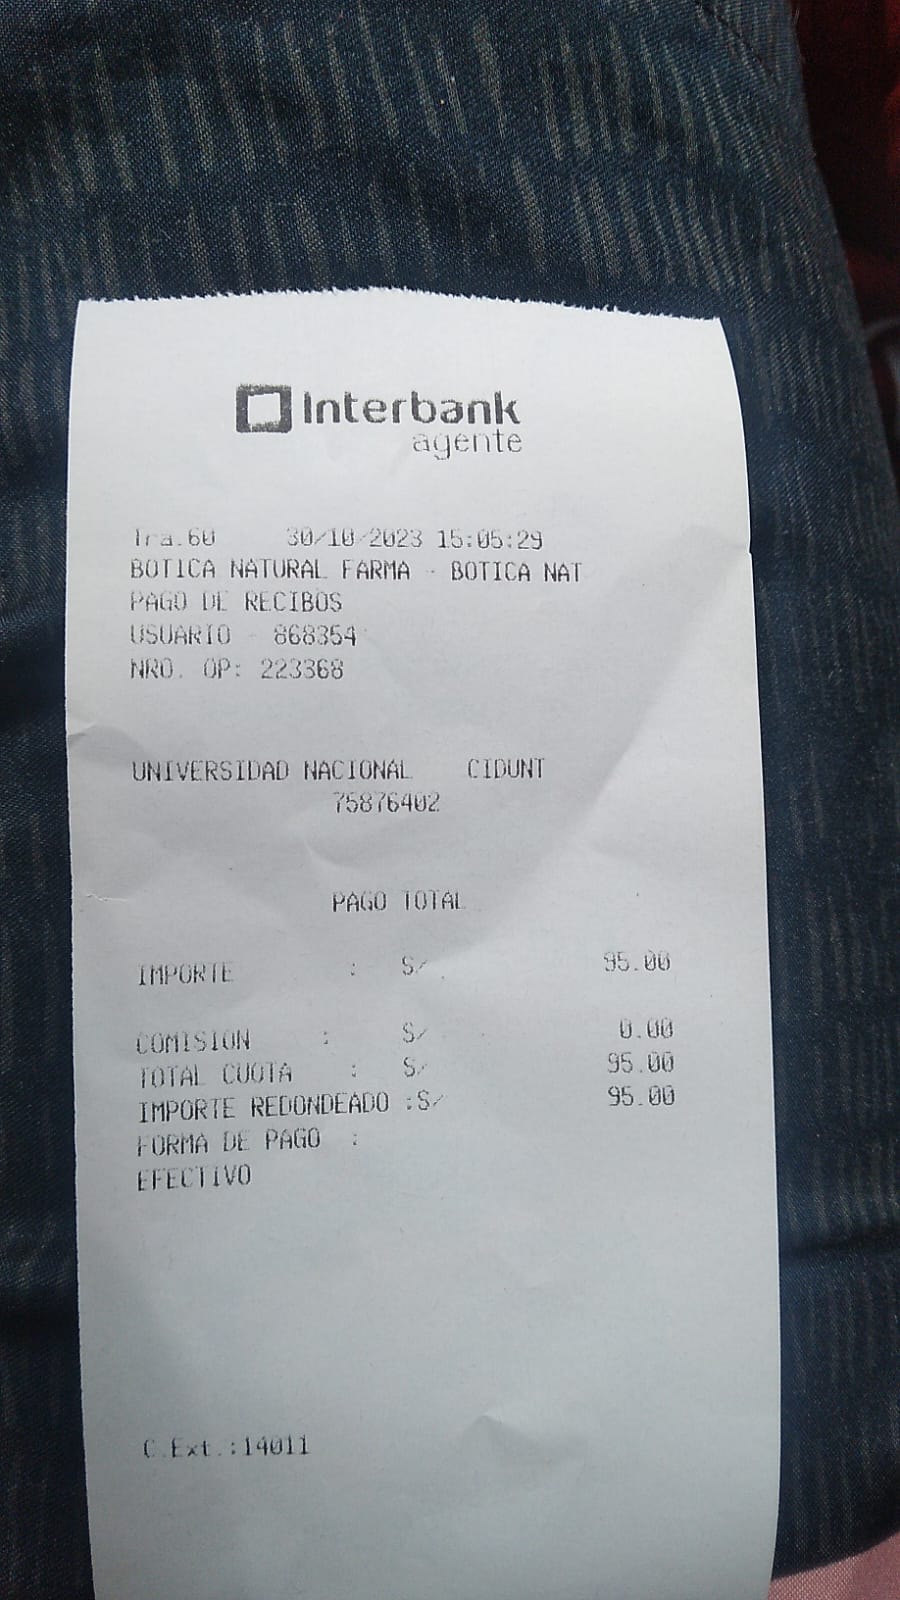 Interbank
agente
Tra.60 30/10/2023 15:05:29
BOTICA NATURAL FARMA - BOTICA NAT
PAGO DE RECIBOS
USUARIO - 868354
NRO. OP: 223368
UNIVERSIDAD NACIONAL CIDUNT
75876402
PAGO TOTAL
IMPORTE : S/ 95.00
COMISION : S/ 0.00
TOTAL CUOTA : S/ 95.00
IMPORTE REDONDEADO :S/ 95.00
FORMA DE PAGO :
EFECTIVO
C.Ext.:14011